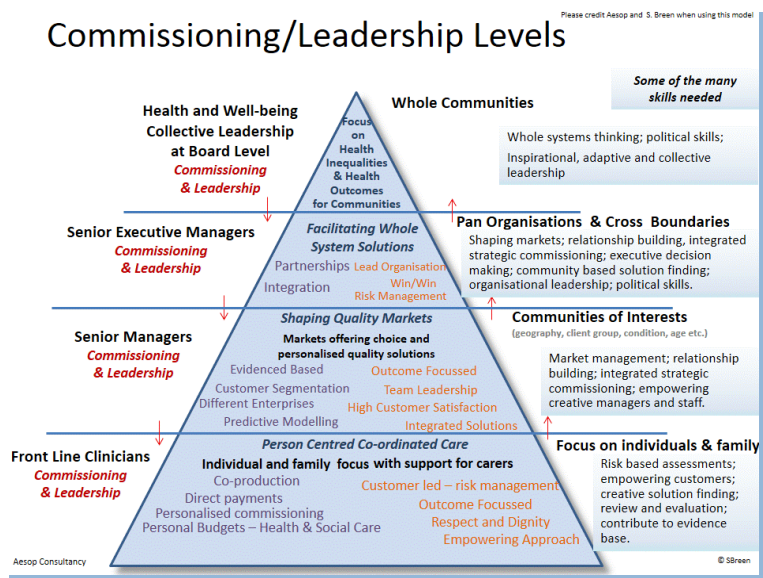 Please credit Aesop and S. Breen when using this model
Commissioning/Leadership Levels
Some of the many
skills needed
Health and Well-being
Collective Leadership
at Board Level
Commissioning
& Leadership
Whole Communities
Focus
on
Health
Inequalities
& Health
Outcomes
for Communities
Whole systems thinking; political skills;
Inspirational, adaptive and collective
leadership
Senior Executive Managers
Commissioning
& Leadership
Facilitating Whole
System Solutions
Partnerships
Integration
Lead Organisation
Win/Win
Risk Management
Pan Organisations & Cross Boundaries
Shaping markets; relationship building, integrated
strategic commissioning; executive decision
making; community based solution finding;
organisational leadership; political skills.
Senior Managers
Commissioning
& Leadership
Shaping Quality Markets
Markets offering choice and
personalised quality solutions
Evidenced Based
Customer Segmentation
Different Enterprises
Predictive Modelling
Outcome Focussed
Team Leadership
High Customer Satisfaction
Integrated Solutions
Communities of Interests
(geography, client group, condition, age etc.)
Market management; relationship
building; integrated strategic
commissioning; empowering
creative managers and staff.
Front Line Clinicians
Commissioning
& Leadership
Person Centred Co-ordinated Care
Individual and family focus with support for carers
Co-production
Direct payments
Personalised commissioning
Personal Budgets – Health & Social Care
Customer led – risk management
Outcome Focussed
Respect and Dignity
Empowering Approach
Focus on individuals & family
Risk based assessments;
empowering customers;
creative solution finding;
review and evaluation;
contribute to evidence
base.
Aesop Consultancy
© SBreen